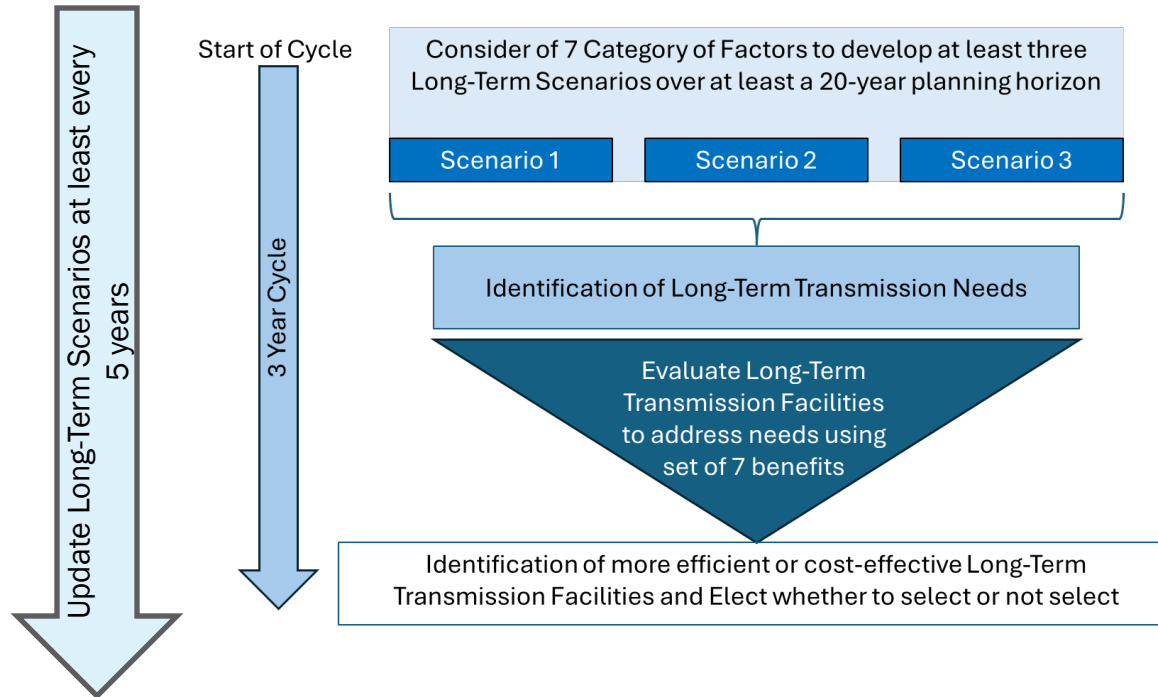 Update Long-Term Scenarios at least every
5 years
Start of Cycle
3 Year Cycle
Consider of 7 Category of Factors to develop at least three
Long-Term Scenarios over at least a 20-year planning horizon
Scenario 1
Scenario 2
Scenario 3
Identification of Long-Term Transmission Needs
Evaluate Long-Term
Transmission Facilities
to address needs using
set of 7 benefits
Identification of more efficient or cost-effective Long-Term
Transmission Facilities and Elect whether to select or not select